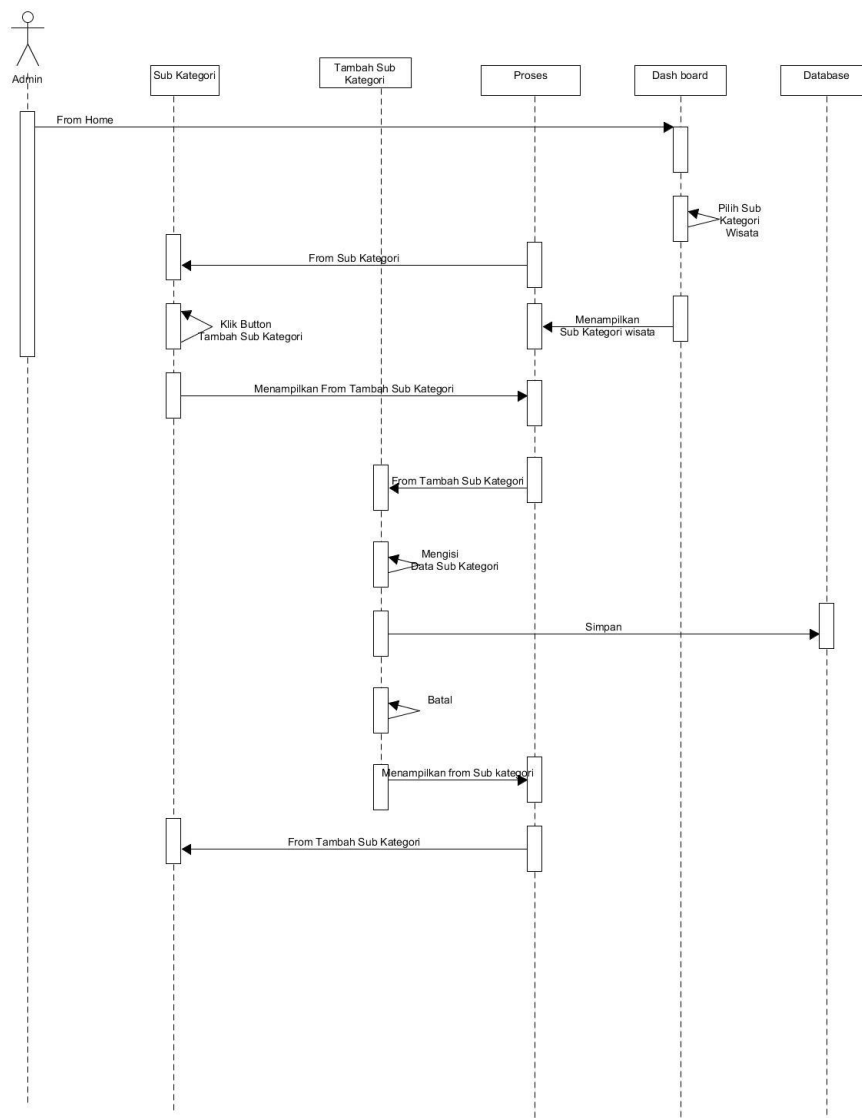 Admin
Sub Kategori
Tambah Sub
Kategori
Proses
Dash board
Database
From Home
Pilih Sub
Kategori
Wisata
From Sub Kategori
Klik Button
Tambah Sub Kategori
Menampilkan
Sub Kategori wisata
Menampilkan From Tambah Sub Kategori
From Tambah Sub Kategori
Mengisi
Data Sub Kategori
Simpan
Batal
Menampilkan from Sub kategori
From Tambah Sub Kategori